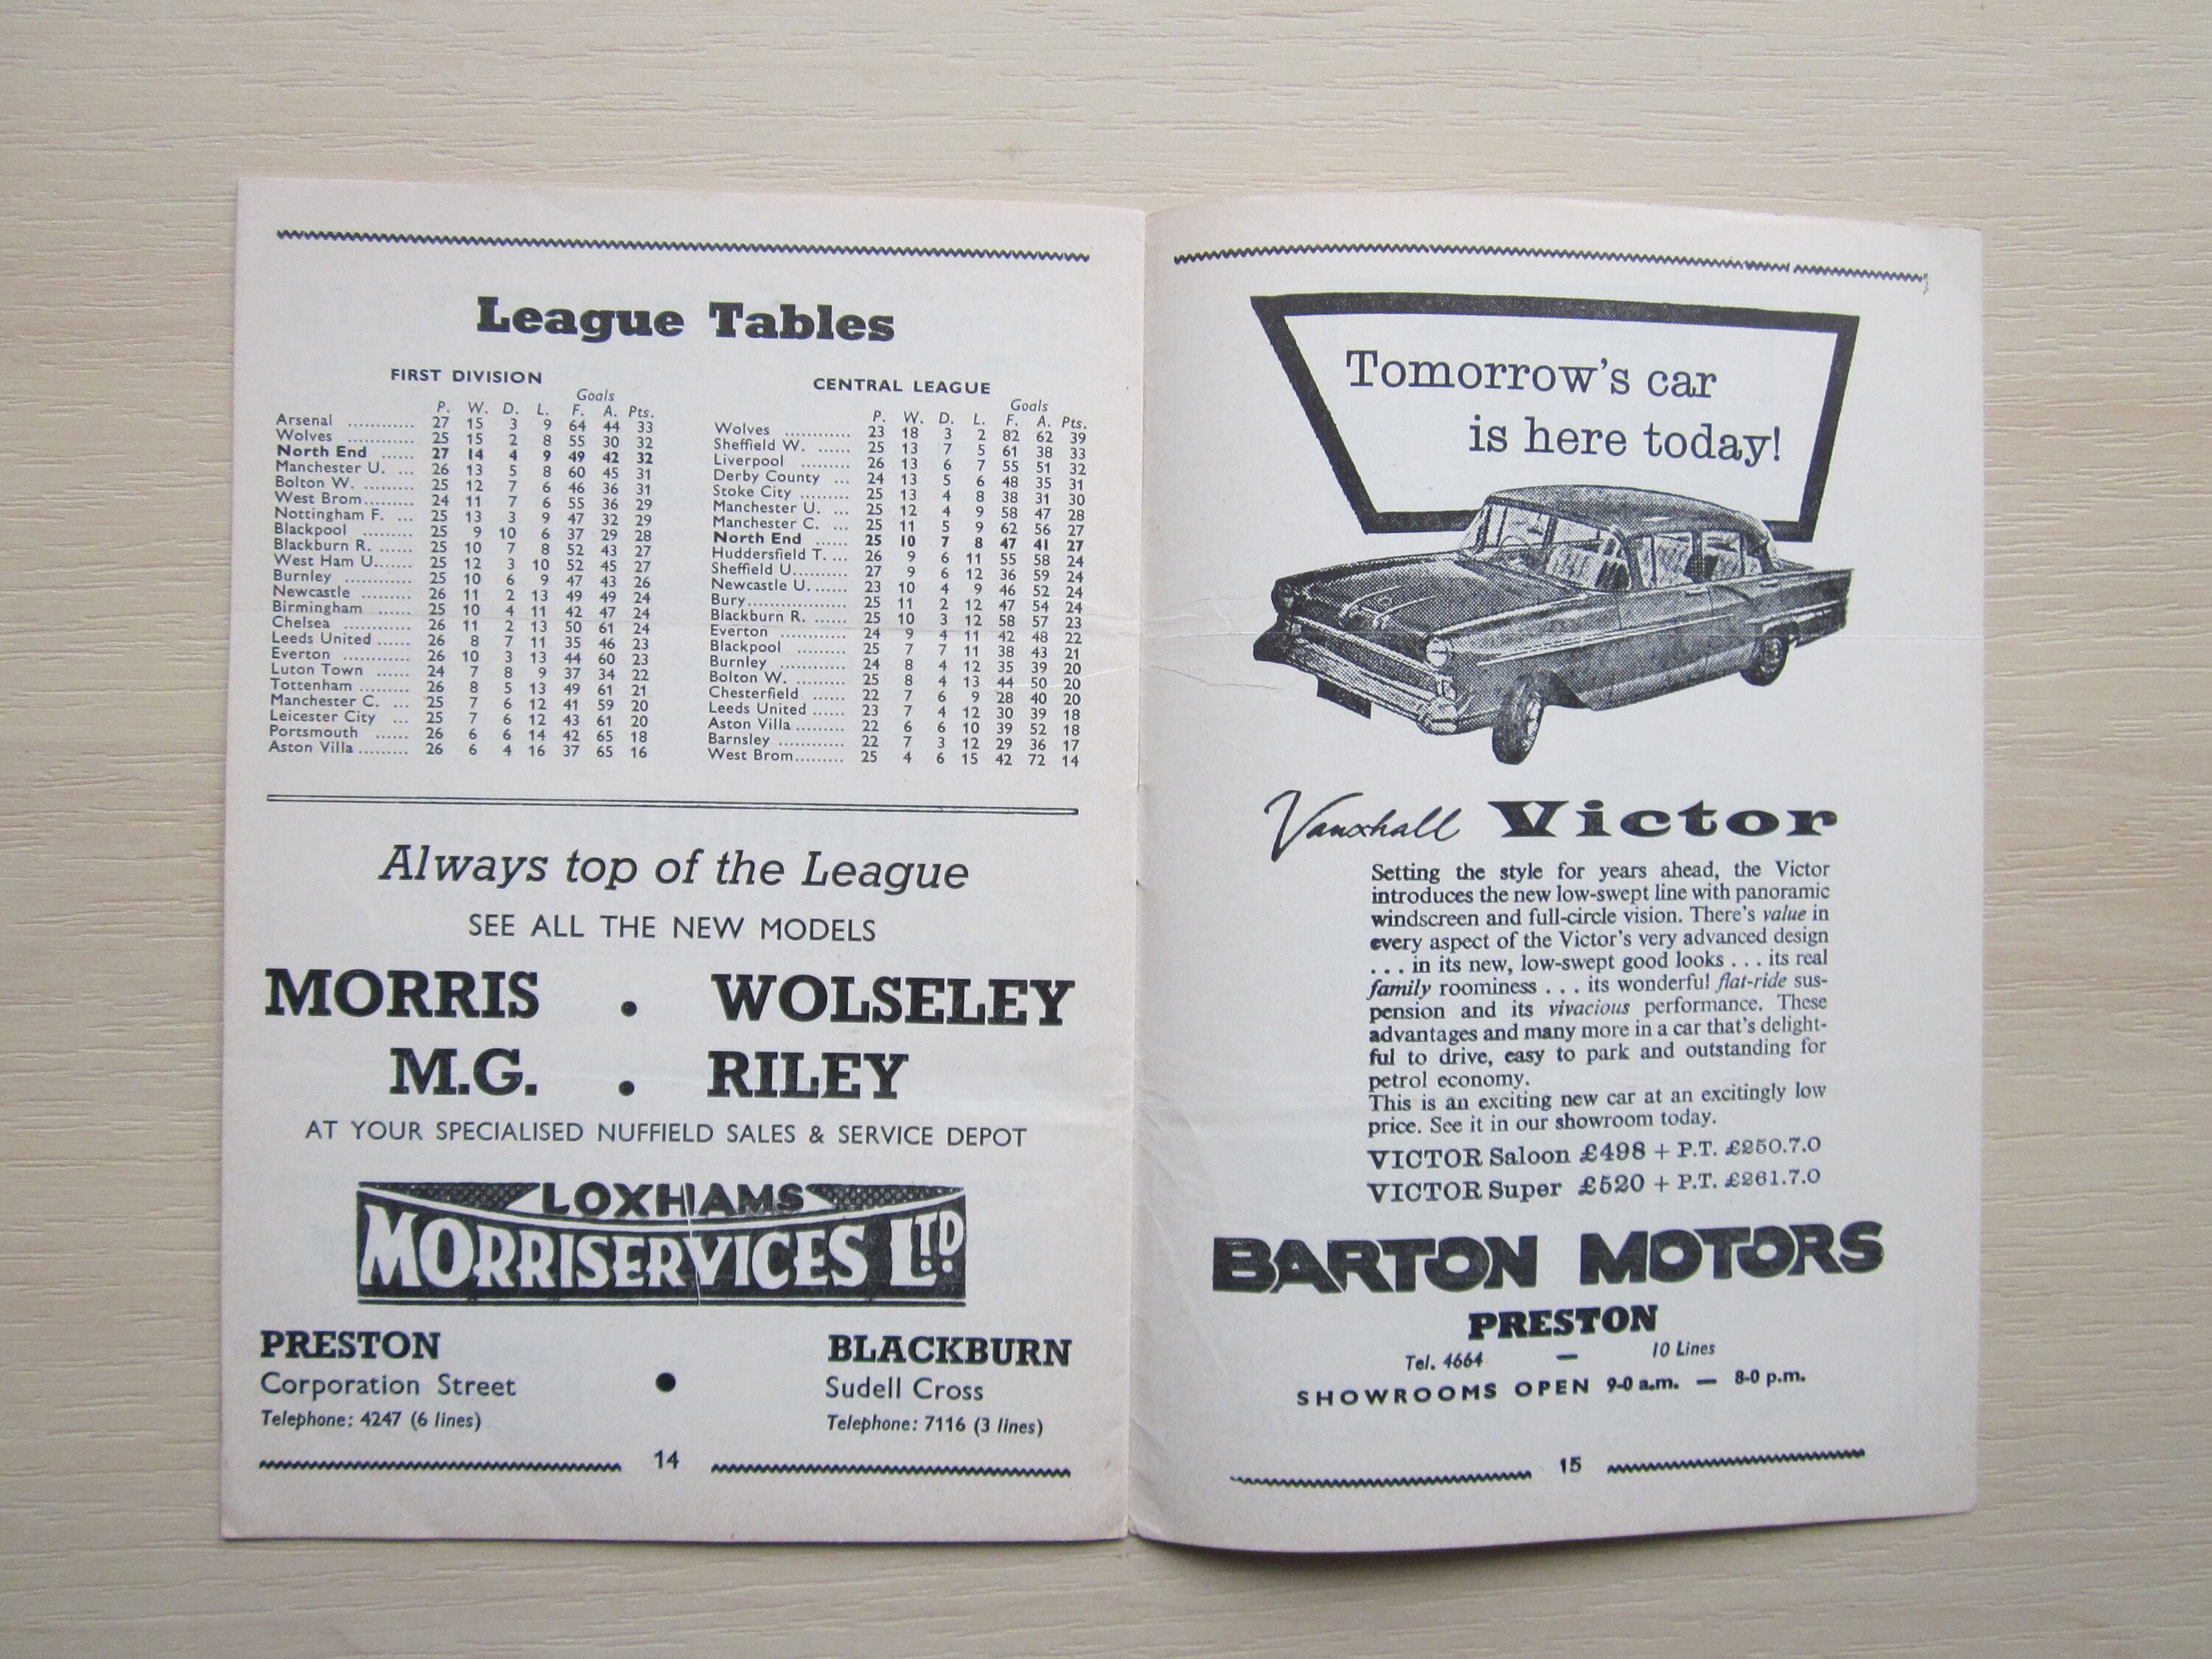 League Tables
FIRST DIVISION
Goals
P. W. D. L. F. A. Pts.
Arsenal ............ 27 15 3 9 64 44 33
Wolves ............ 25 15 2 8 55 30 32
North End ...... 27 14 4 9 49 42 32
Manchester U. ... 26 13 5 8 60 45 31
Bolton W. ......... 25 12 7 6 46 36 31
West Brom......... 24 11 7 6 55 36 29
Nottingham F. ... 25 13 3 9 47 32 29
Blackpool ......... 25 9 10 6 37 29 28
Blackburn R. ...... 25 10 7 8 52 43 27
West Ham U...... 25 12 3 10 52 45 27
Burnley ............ 25 10 6 9 47 43 26
Newcastle ......... 26 11 2 13 49 49 24
Birmingham ...... 25 10 4 11 42 47 24
Chelsea ............ 26 11 2 13 50 61 24
Leeds United ...... 26 8 7 11 35 46 23
Everton ............ 26 10 3 13 44 60 23
Luton Town ...... 24 7 8 9 37 34 22
Tottenham ......... 26 8 5 13 49 61 21
Manchester C. ... 25 7 6 12 41 59 20
Leicester City ... 25 7 6 12 43 61 20
Portsmouth ...... 26 6 6 14 42 65 18
Aston Villa ......... 26 6 4 16 37 65 16
CENTRAL LEAGUE
Goals
P. W. D. L. F. A. Pts.
Wolves ............ 23 18 3 2 82 62 39
Sheffield W. ...... 25 13 7 5 61 38 33
Liverpool ......... 26 13 6 7 55 51 32
Derby County ... 24 13 5 6 48 35 31
Stoke City ......... 25 13 4 8 38 31 30
Manchester U. ... 25 12 4 9 58 47 28
Manchester C. ... 25 11 5 9 62 56 27
North End ...... 25 10 7 8 47 41 27
Huddersfield T. ... 26 9 6 11 55 58 24
Sheffield U......... 27 9 6 12 36 59 24
Newcastle U. ...... 23 10 4 9 46 52 24
Bury............... 25 11 2 12 47 54 24
Blackburn R. ...... 25 10 3 12 58 57 23
Everton ............ 24 9 4 11 42 48 22
Blackpool ......... 25 7 7 11 38 43 21
Burnley ............ 24 8 4 12 35 39 20
Bolton W. ......... 25 8 4 13 44 50 20
Chesterfield ...... 22 7 6 9 28 40 20
Leeds United ...... 23 7 4 12 30 39 18
Aston Villa ......... 22 6 6 10 39 52 18
Barnsley ............ 22 7 3 12 29 36 17
West Brom......... 25 4 6 15 42 72 14
Always top of the League
SEE ALL THE NEW MODELS
MORRIS . WOLSELEY
M.G. . RILEY
AT YOUR SPECIALISED NUFFIELD SALES & SERVICE DEPOT
LOXHAMS
MORRISERVICES LTD
PRESTON
Corporation Street
Telephone: 4247 (6 lines)
●
BLACKBURN
Sudell Cross
Telephone: 7116 (3 lines)
14
Tomorrow's car
is here today!
Vauxhall Victor
Setting the style for years ahead, the Victor
introduces the new low-swept line with panoramic
windscreen and full-circle vision. There's value in
every aspect of the Victor's very advanced design
. . . in its new, low-swept good looks . . . its real
family roominess . . . its wonderful flat-ride sus-
pension and its vivacious performance. These
advantages and many more in a car that's delight-
ful to drive, easy to park and outstanding for
petrol economy.
This is an exciting new car at an excitingly low
price. See it in our showroom today.
VICTOR Saloon £498 + P.T. £250.7.0
VICTOR Super £520 + P.T. £261.7.0
BARTON MOTORS
PRESTON
Tel. 4664 — 10 Lines
SHOWROOMS OPEN 9-0 a.m. — 8-0 p.m.
15